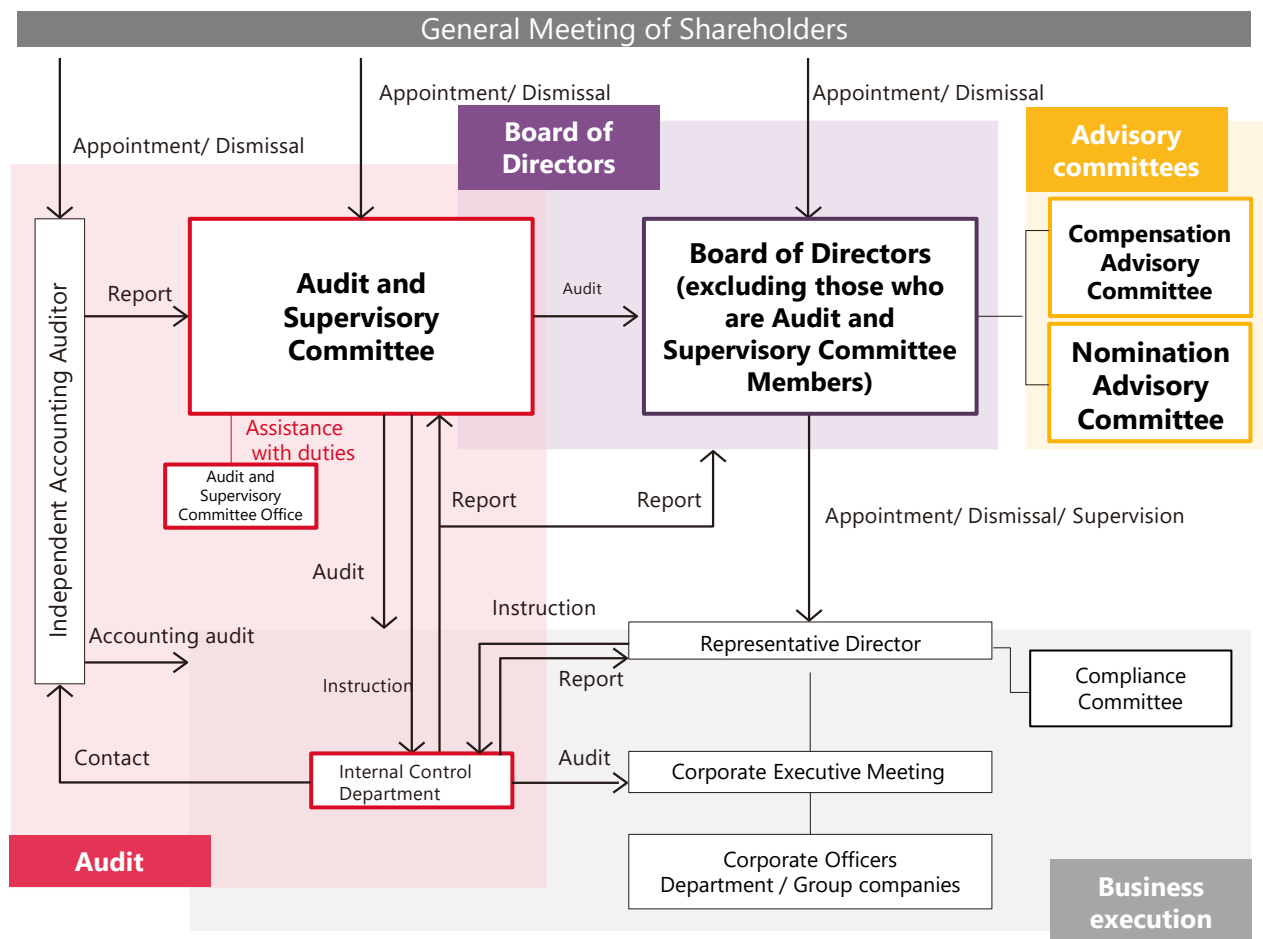 General Meeting of Shareholders
Appointment/ Dismissal
Appointment/ Dismissal
Appointment/ Dismissal
Board of
Directors
Advisory
committees
Independent Accounting Auditor
Report
Audit and
Supervisory
Committee
Audit
Board of Directors
(excluding those who
are Audit and
Supervisory Committee
Members)
Compensation
Advisory
Committee
Nomination
Advisory
Committee
Assistance
with duties
Audit and
Supervisory
Committee Office
Report
Report
Appointment/ Dismissal/ Supervision
Audit
Instruction
Accounting audit
Representative Director
Instruction
Report
Compliance
Committee
Contact
Internal Control
Department
Audit
Corporate Executive Meeting
Audit
Corporate Officers
Department / Group companies
Business
execution